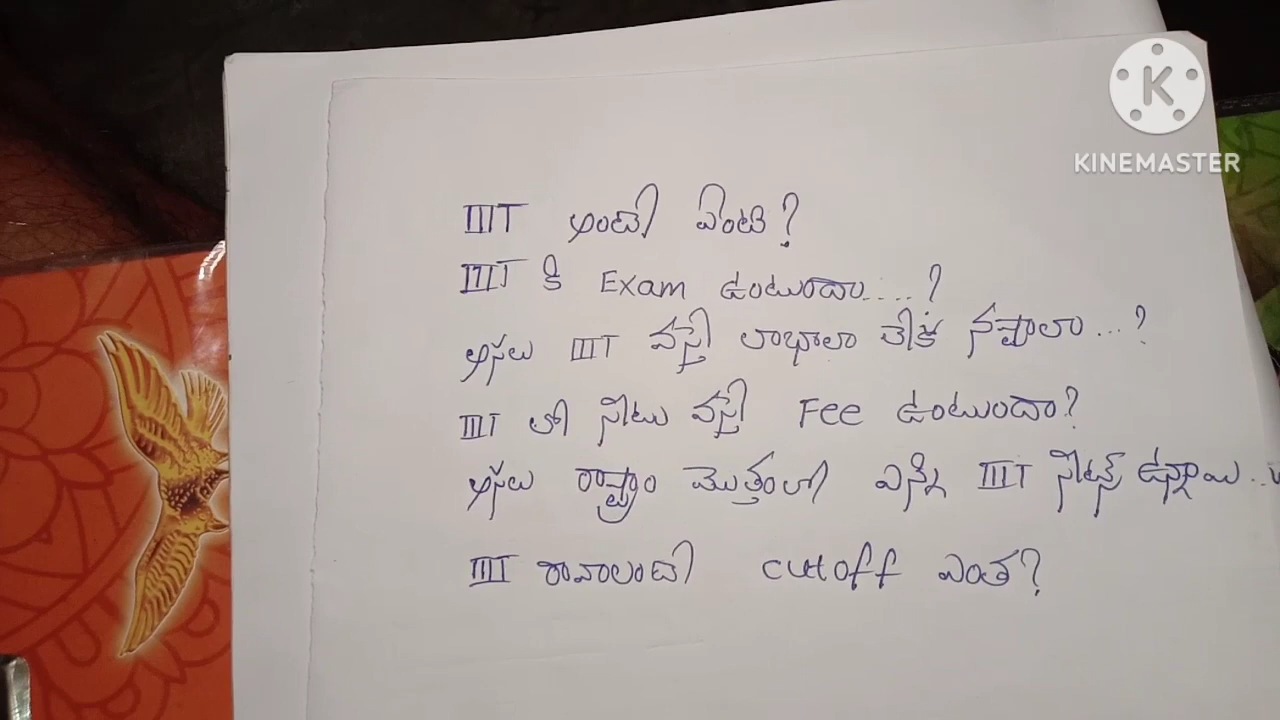 KINEMASTER
IIIT అంటే ఏంటి?
IIIT కి Exam ఉంటుందా....?
అసలు IIIT వస్తే లాభాలా లేక నష్టాలా...?
IIIT లో సీటు వస్తే Fee ఉంటుందా?
అసలు రాష్ట్రం మొత్తంలో ఎన్ని IIIT సీట్స్ ఉన్నాయి..
IIIT రావాలంటే cutoff ఎంత?